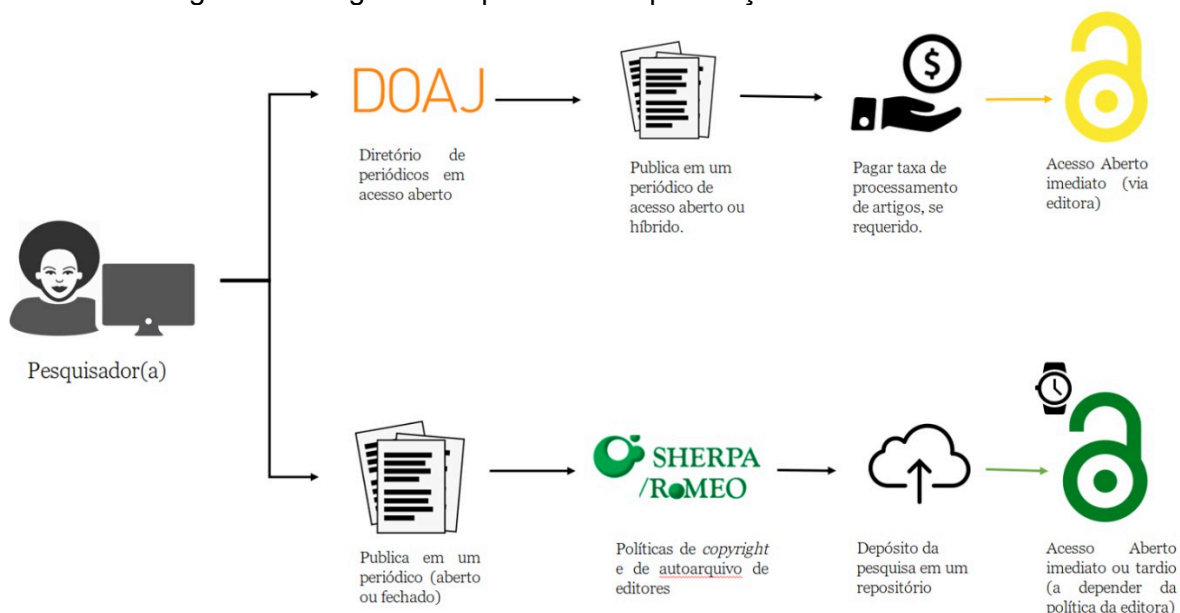 DOAJ
Diretório de
periódicos em
acesso aberto
Publica em um
periódico de
acesso aberto ou
híbrido.
$
Pagar taxa de
processamento
de artigos, se
requerido.
Acesso Aberto
imediato (via
editora)
Pesquisador(a)
Publica em um
periódico (aberto
ou fechado)
SHERPA
/RoMEO
Políticas de copyright
e de autoarquivo de
editores
Depósito da
pesquisa em um
repositório
Acesso Aberto
imediato ou tardio
(a depender da
política da editora)